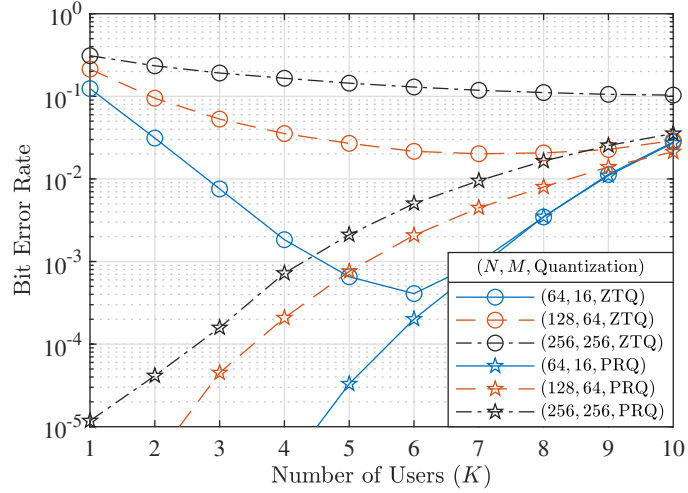 10^0
10^-1
10^-2
10^-3
10^-4
10^-5
Bit Error Rate
1 2 3 4 5 6 7 8 9 10
Number of Users (K)
(N, M, Quantization)
(64, 16, ZTQ)
(128, 64, ZTQ)
(256, 256, ZTQ)
(64, 16, PRQ)
(128, 64, PRQ)
(256, 256, PRQ)